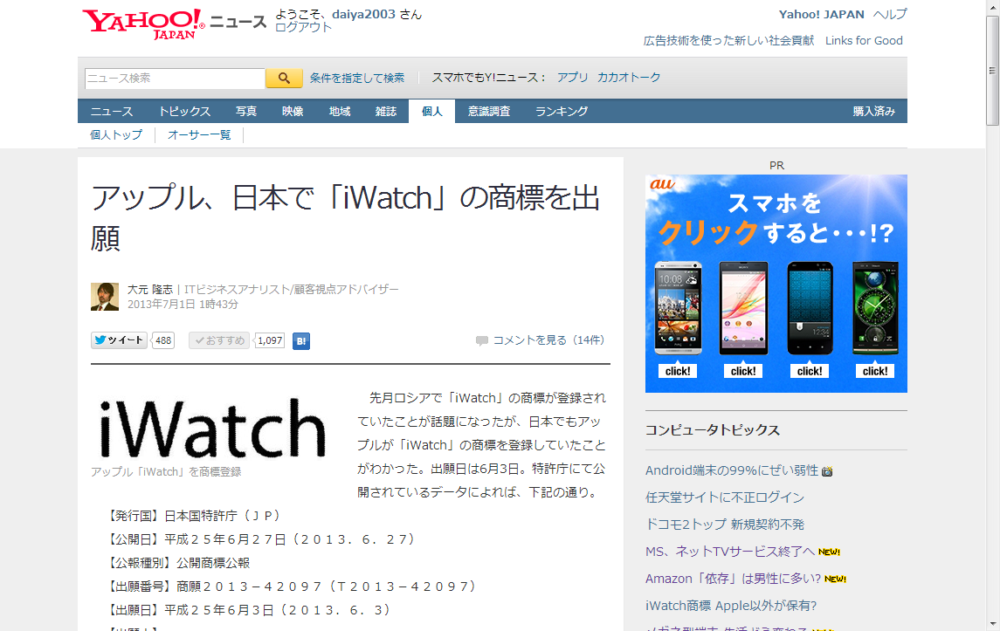 YAHOO! JAPAN ニュース
ようこそ、daiya2003 さん
ログアウト
Yahoo! JAPAN ヘルプ
広告技術を使った新しい社会貢献 Links for Good
ニュース検索
条件を指定して検索
スマホでもY!ニュース： アプリ カカオトーク
ニュース トピックス 写真 映像 地域 雑誌 個人 意識調査 ランキング 購入済み
個人トップ オーサー一覧
アップル、日本で「iWatch」の商標を出
願
大元 隆志 | ITビジネスアナリスト/顧客視点アドバイザー
2013年7月1日 1時43分
ツイート 488 おすすめ 1,097 B!
コメントを見る（14件）
iWatch
アップル「iWatch」を商標登録
先月ロシアで「iWatch」の商標が登録され
ていたことが話題になったが、日本でもアッ
プルが「iWatch」の商標を登録していたこと
がわかった。出願日は6月3日。特許庁にて公
開されているデータによれば、下記の通り。
【発行国】日本国特許庁（ＪＰ）
【公開日】平成２５年６月２７日（２０１３．６．２７）
【公報種別】公開商標公報
【出願番号】商願２０１３－４２０９７（Ｔ２０１３－４２０９７）
【出願日】平成２５年６月３日（２０１３．６．３）
PR
au
スマホを
クリックすると･･･!?
10:08
12:30
click! click! click! click!
コンピュータトピックス
Android端末の99%にぜい弱性
任天堂サイトに不正ログイン
ドコモ2トップ 新規契約不発
MS、ネットTVサービス終了へ NEW!
Amazon「依存」は男性に多い? NEW!
iWatch商標 Apple以外が保有?